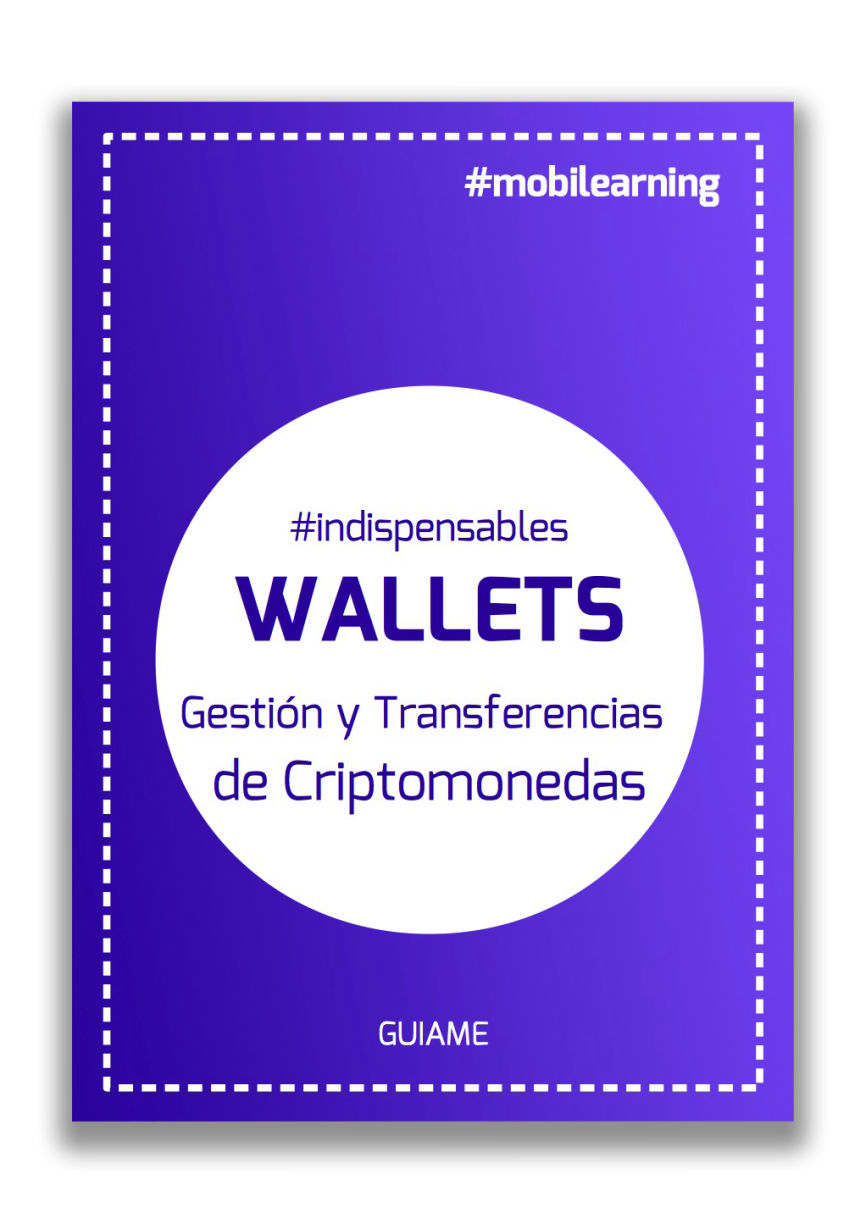 #mobilearning
#indispensables
WALLETS
Gestión y Transferencias
de Criptomonedas
GUIAME